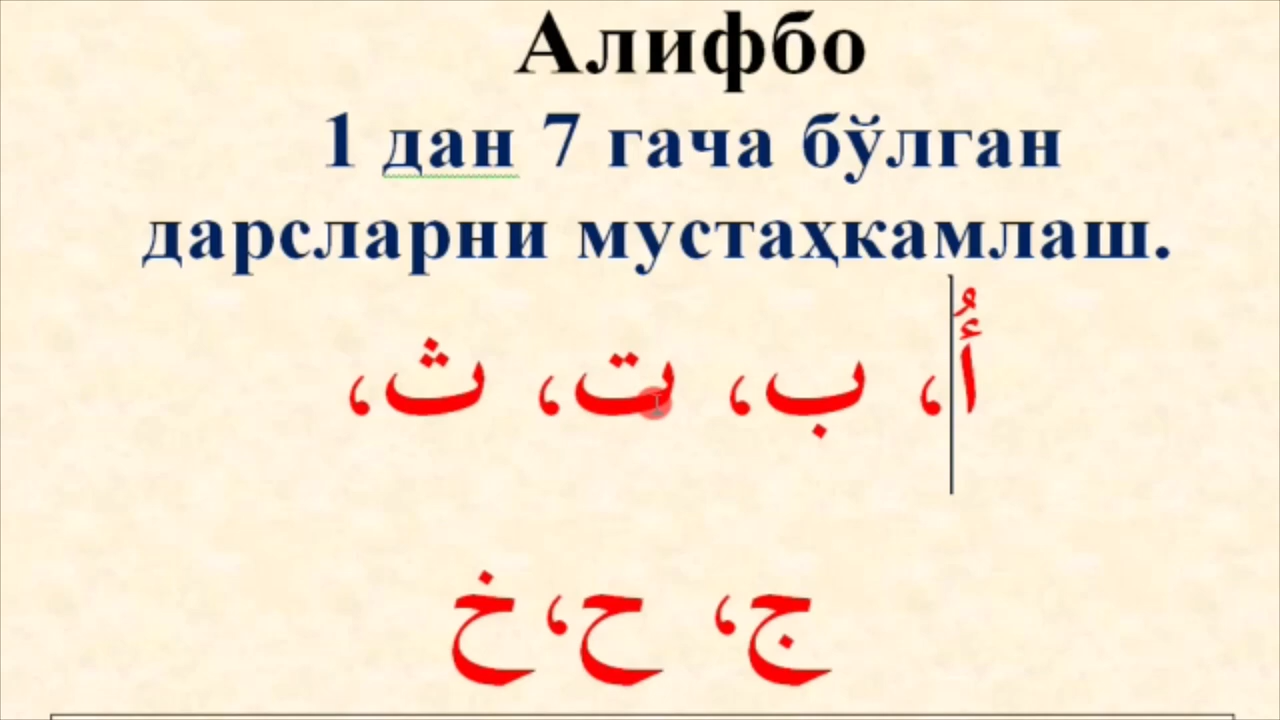 Алифбо
1 дан 7 гача бўлган
дарсларни мустаҳкамлаш.
أُ، ب، ت، ث،
ج، ح،خ